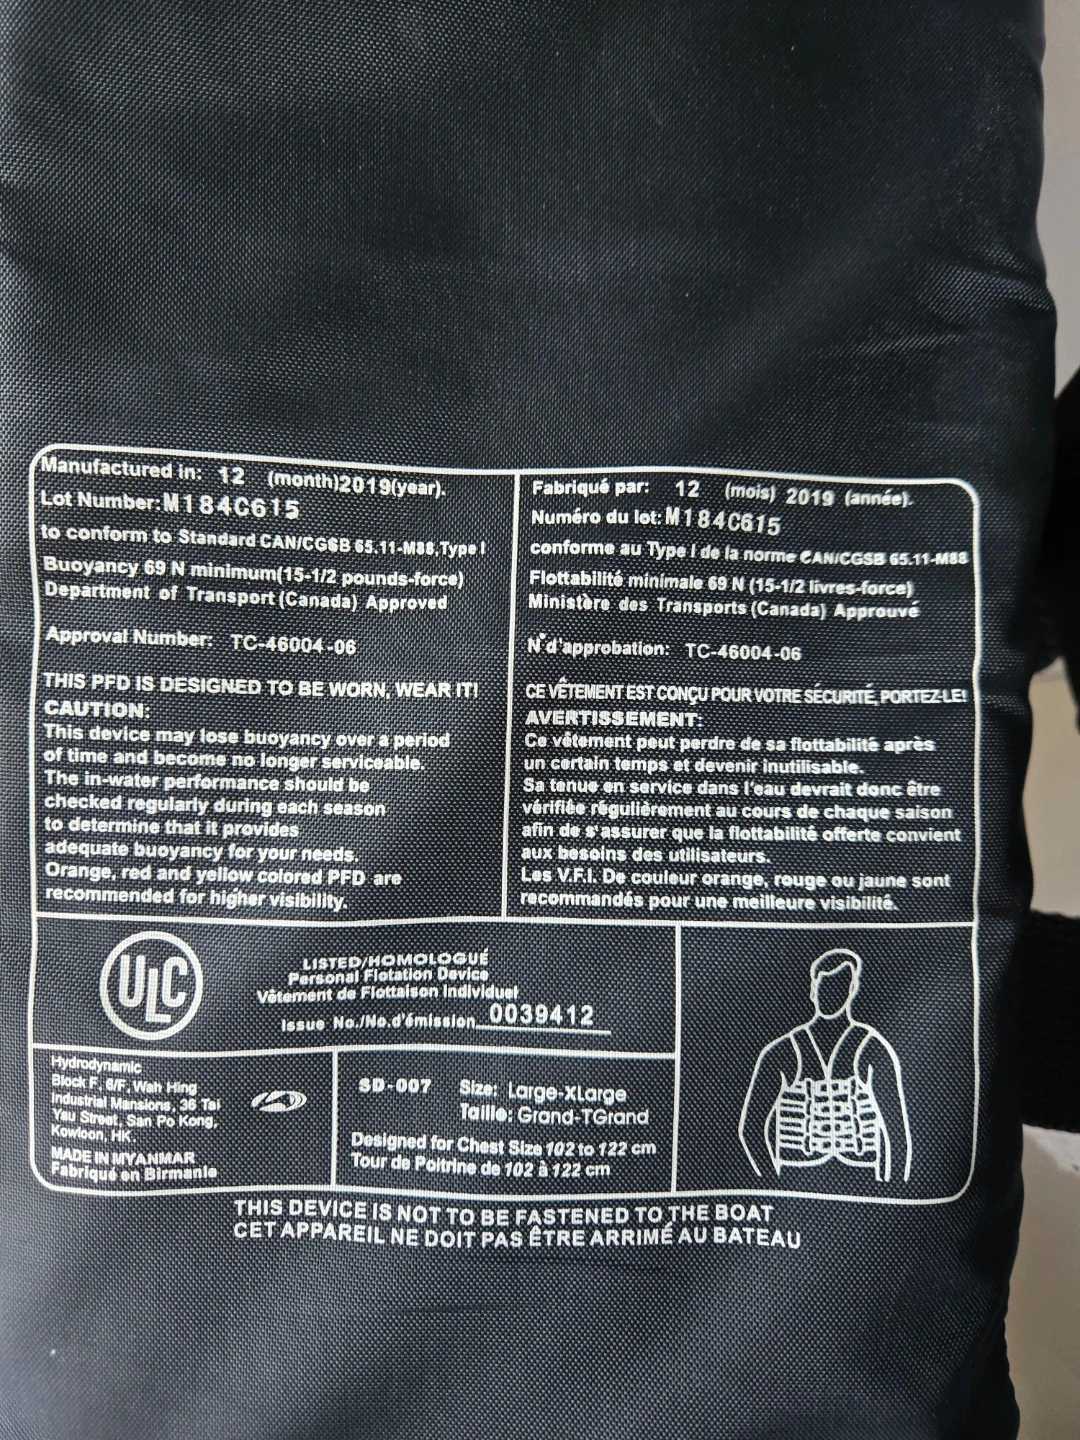 Manufactured in: 12 (month)2019(year).
Lot Number:M184C615
to conform to Standard CAN/CGSB 65.11-M88,Type I
Buoyancy 69 N minimum(15-1/2 pounds-force)
Department of Transport (Canada) Approved
Approval Number: TC-46004-06
THIS PFD IS DESIGNED TO BE WORN, WEAR IT!
CAUTION:
This device may lose buoyancy over a period
of time and become no longer serviceable.
The in-water performance should be
checked regularly during each season
to determine that it provides
adequate buoyancy for your needs.
Orange, red and yellow colored PFD are
recommended for higher visibility.
Fabriqué par: 12 (mois) 2019 (année).
Numéro du lot: M184C615
conforme au Type I de la norme CAN/CGSB 65.11-M88
Flottabilité minimale 69 N (15-1/2 livres-force)
Ministère des Transports (Canada) Approuvé
N°d'approbation: TC-46004-06
CE VÊTEMENT EST CONÇU POUR VOTRE SÉCURITÉ, PORTEZ-LE!
AVERTISSEMENT:
Ce vêtement peut perdre de sa flottabilité après
un certain temps et devenir inutilisable.
Sa tenue en service dans l'eau devrait donc être
vérifiée régulièrement au cours de chaque saison
afin de s'assurer que la flottabilité offerte convient
aux besoins des utilisateurs.
Les V.F.I. De couleur orange, rouge ou jaune sont
recommandés pour une meilleure visibilité.
ULC
LISTED/HOMOLOGUÉ
Personal Flotation Device
Vêtement de Flottaison Individuel
Issue No./No.d'émission 0039412
Hydrodynamic
Block F, 6/F, Wah Hing
Industrial Mansions, 36 Tai
Yau Street, San Po Kong,
Kowloon, HK.
MADE IN MYANMAR
Fabriqué en Birmanie
SD-007 Size: Large-XLarge
Taille: Grand-TGrand
Designed for Chest Size 102 to 122 cm
Tour de Poitrine de 102 à 122 cm
THIS DEVICE IS NOT TO BE FASTENED TO THE BOAT
CET APPAREIL NE DOIT PAS ÊTRE ARRIMÉ AU BATEAU